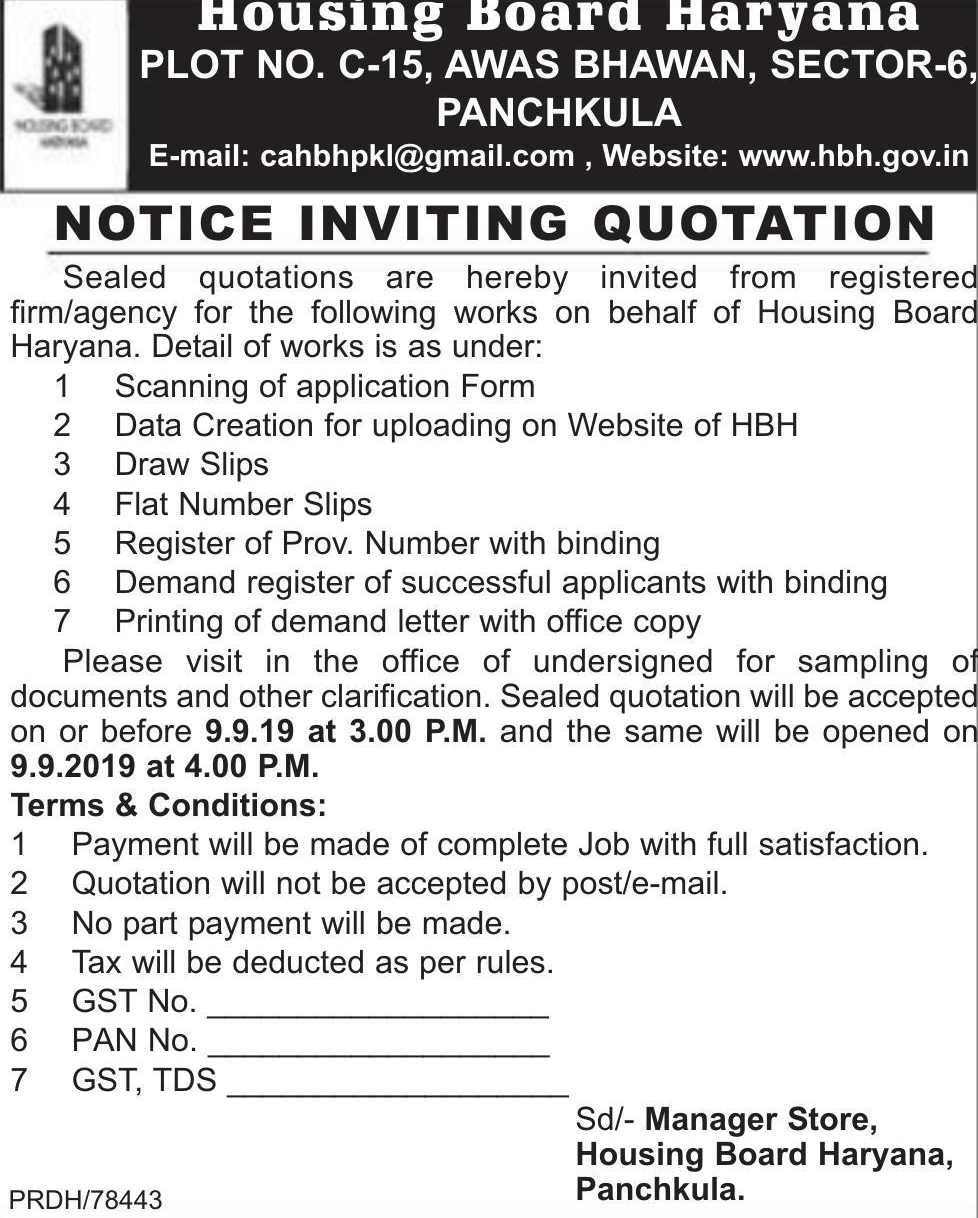 Housing Board Haryana
PLOT NO. C-15, AWAS BHAWAN, SECTOR-6,
PANCHKULA
E-mail: cahbhpkl@gmail.com , Website: www.hbh.gov.in
HOUSING BOARD
HARYANA
NOTICE INVITING QUOTATION
Sealed quotations are hereby invited from registered
firm/agency for the following works on behalf of Housing Board
Haryana. Detail of works is as under:
1 Scanning of application Form
2 Data Creation for uploading on Website of HBH
3 Draw Slips
4 Flat Number Slips
5 Register of Prov. Number with binding
6 Demand register of successful applicants with binding
7 Printing of demand letter with office copy
Please visit in the office of undersigned for sampling of
documents and other clarification. Sealed quotation will be accepted
on or before 9.9.19 at 3.00 P.M. and the same will be opened on
9.9.2019 at 4.00 P.M.
Terms & Conditions:
1 Payment will be made of complete Job with full satisfaction.
2 Quotation will not be accepted by post/e-mail.
3 No part payment will be made.
4 Tax will be deducted as per rules.
5 GST No. ___________________
6 PAN No. ___________________
7 GST, TDS ___________________
Sd/- Manager Store,
Housing Board Haryana,
Panchkula.
PRDH/78443